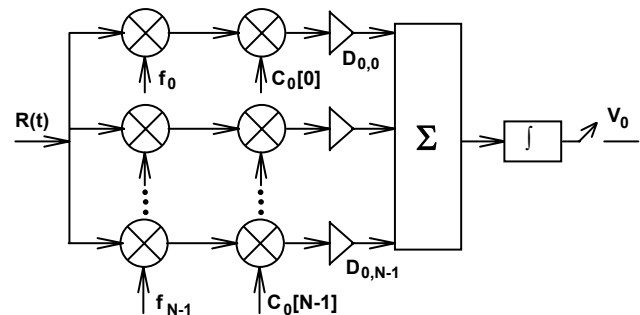 D0,0
f0
C0[0]
R(t)
Σ
∫
V0
D0,N-1
fN-1
C0[N-1]